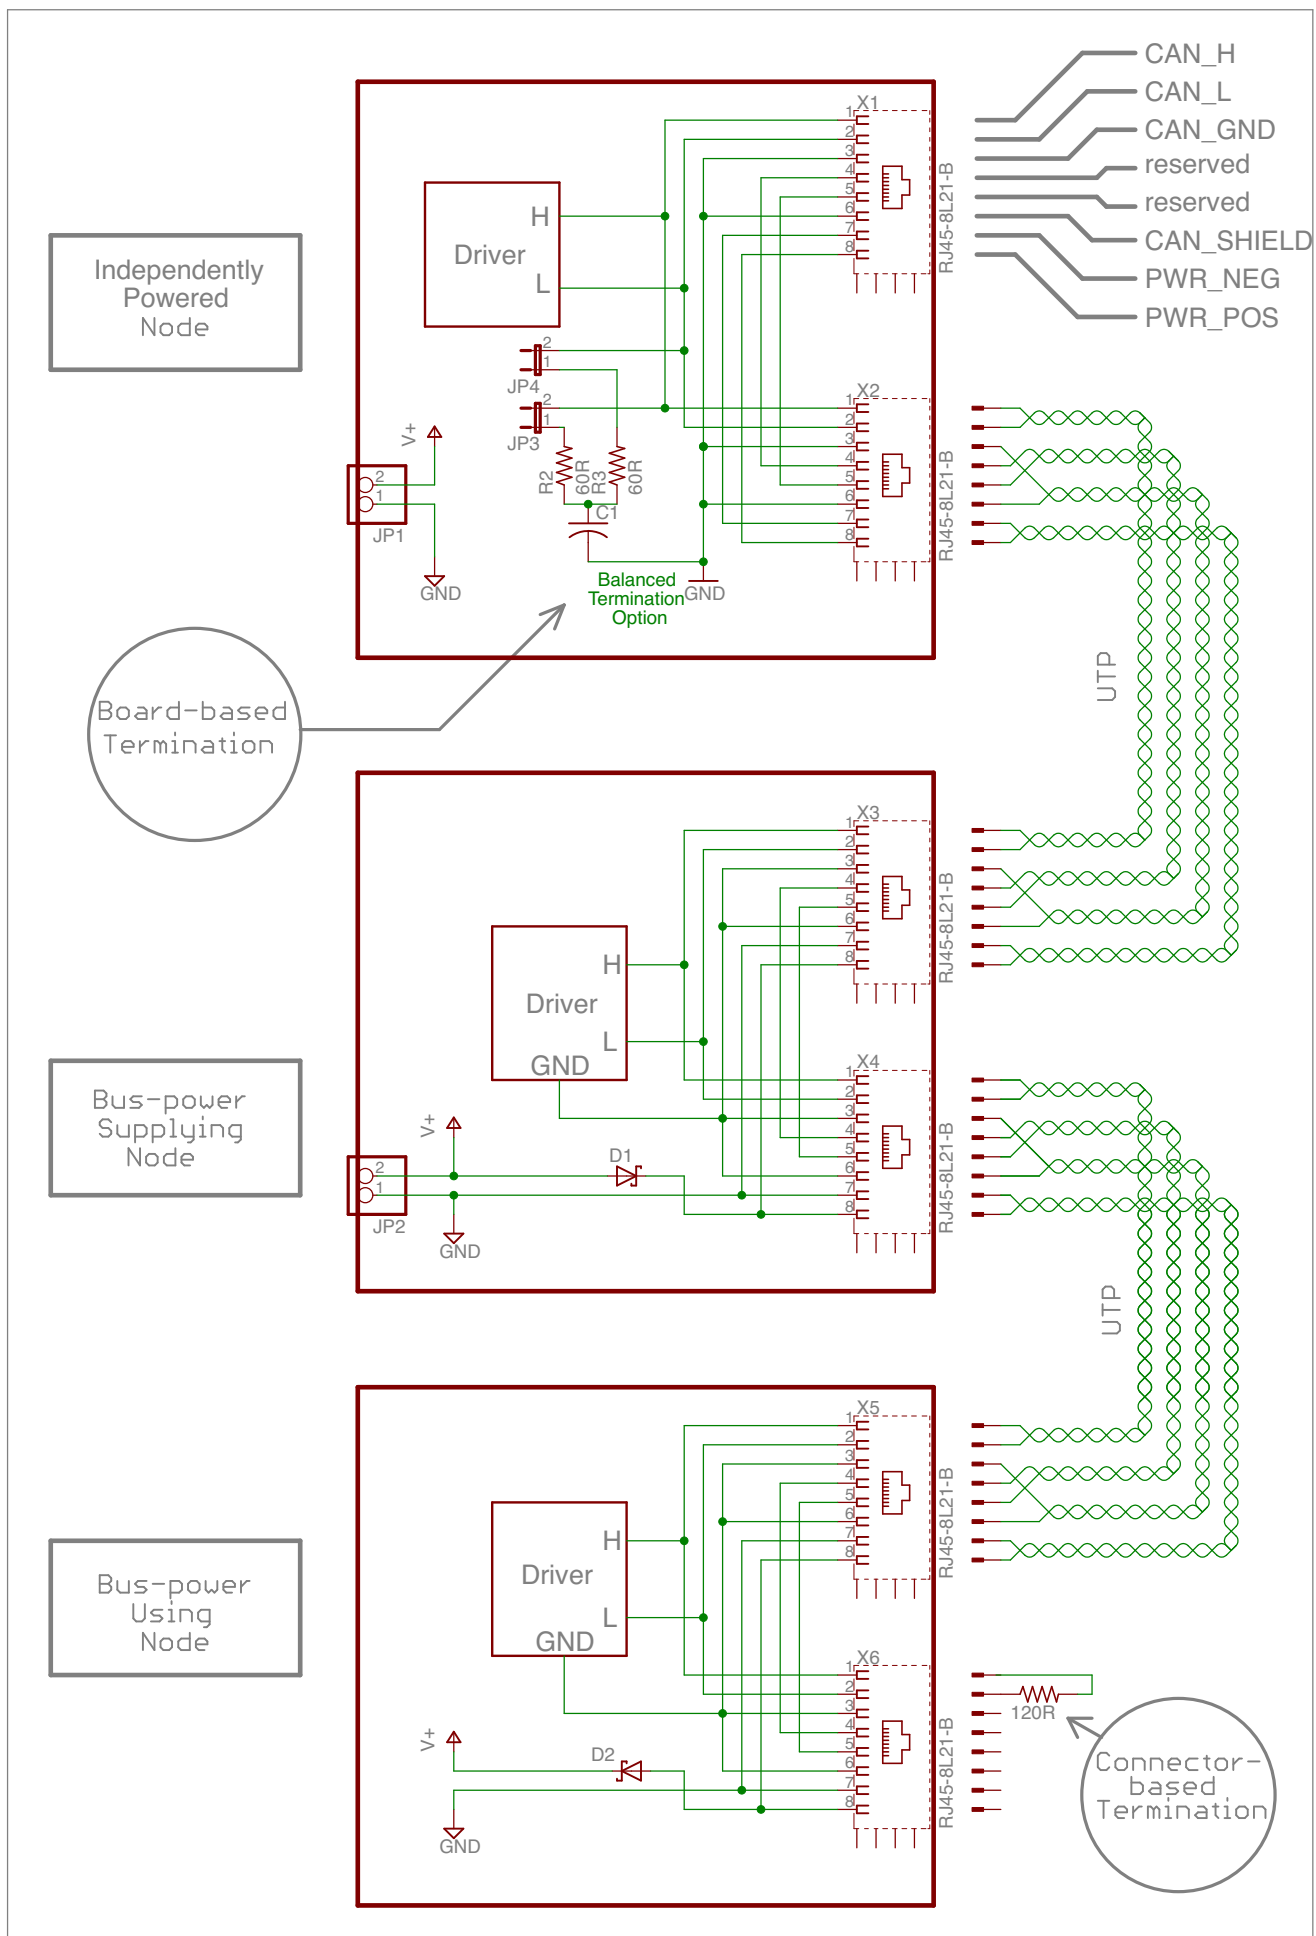 CAN_H
CAN_L
CAN_GND
reserved
reserved
CAN_SHIELD
PWR_NEG
PWR_POS
Independently
Powered
Node
Driver
H
L
X1
1
2
3
4
5
6
7
8
RJ45-8L21-B
2
1
JP4
2
1
JP3
R2
60R
R3
60R
C1
V+
2
1
JP1
GND
Balanced
Termination
Option
GND
X2
1
2
3
4
5
6
7
8
RJ45-8L21-B
UTP
Board-based
Termination
X3
1
2
3
4
5
6
7
8
RJ45-8L21-B
H
Driver
L
GND
Bus-power
Supplying
Node
V+
2
1
JP2
GND
D1
X4
1
2
3
4
5
6
7
8
RJ45-8L21-B
UTP
X5
1
2
3
4
5
6
7
8
RJ45-8L21-B
H
Driver
L
GND
Bus-power
Using
Node
V+
GND
D2
X6
1
2
3
4
5
6
7
8
RJ45-8L21-B
120R
Connector-
based
Termination